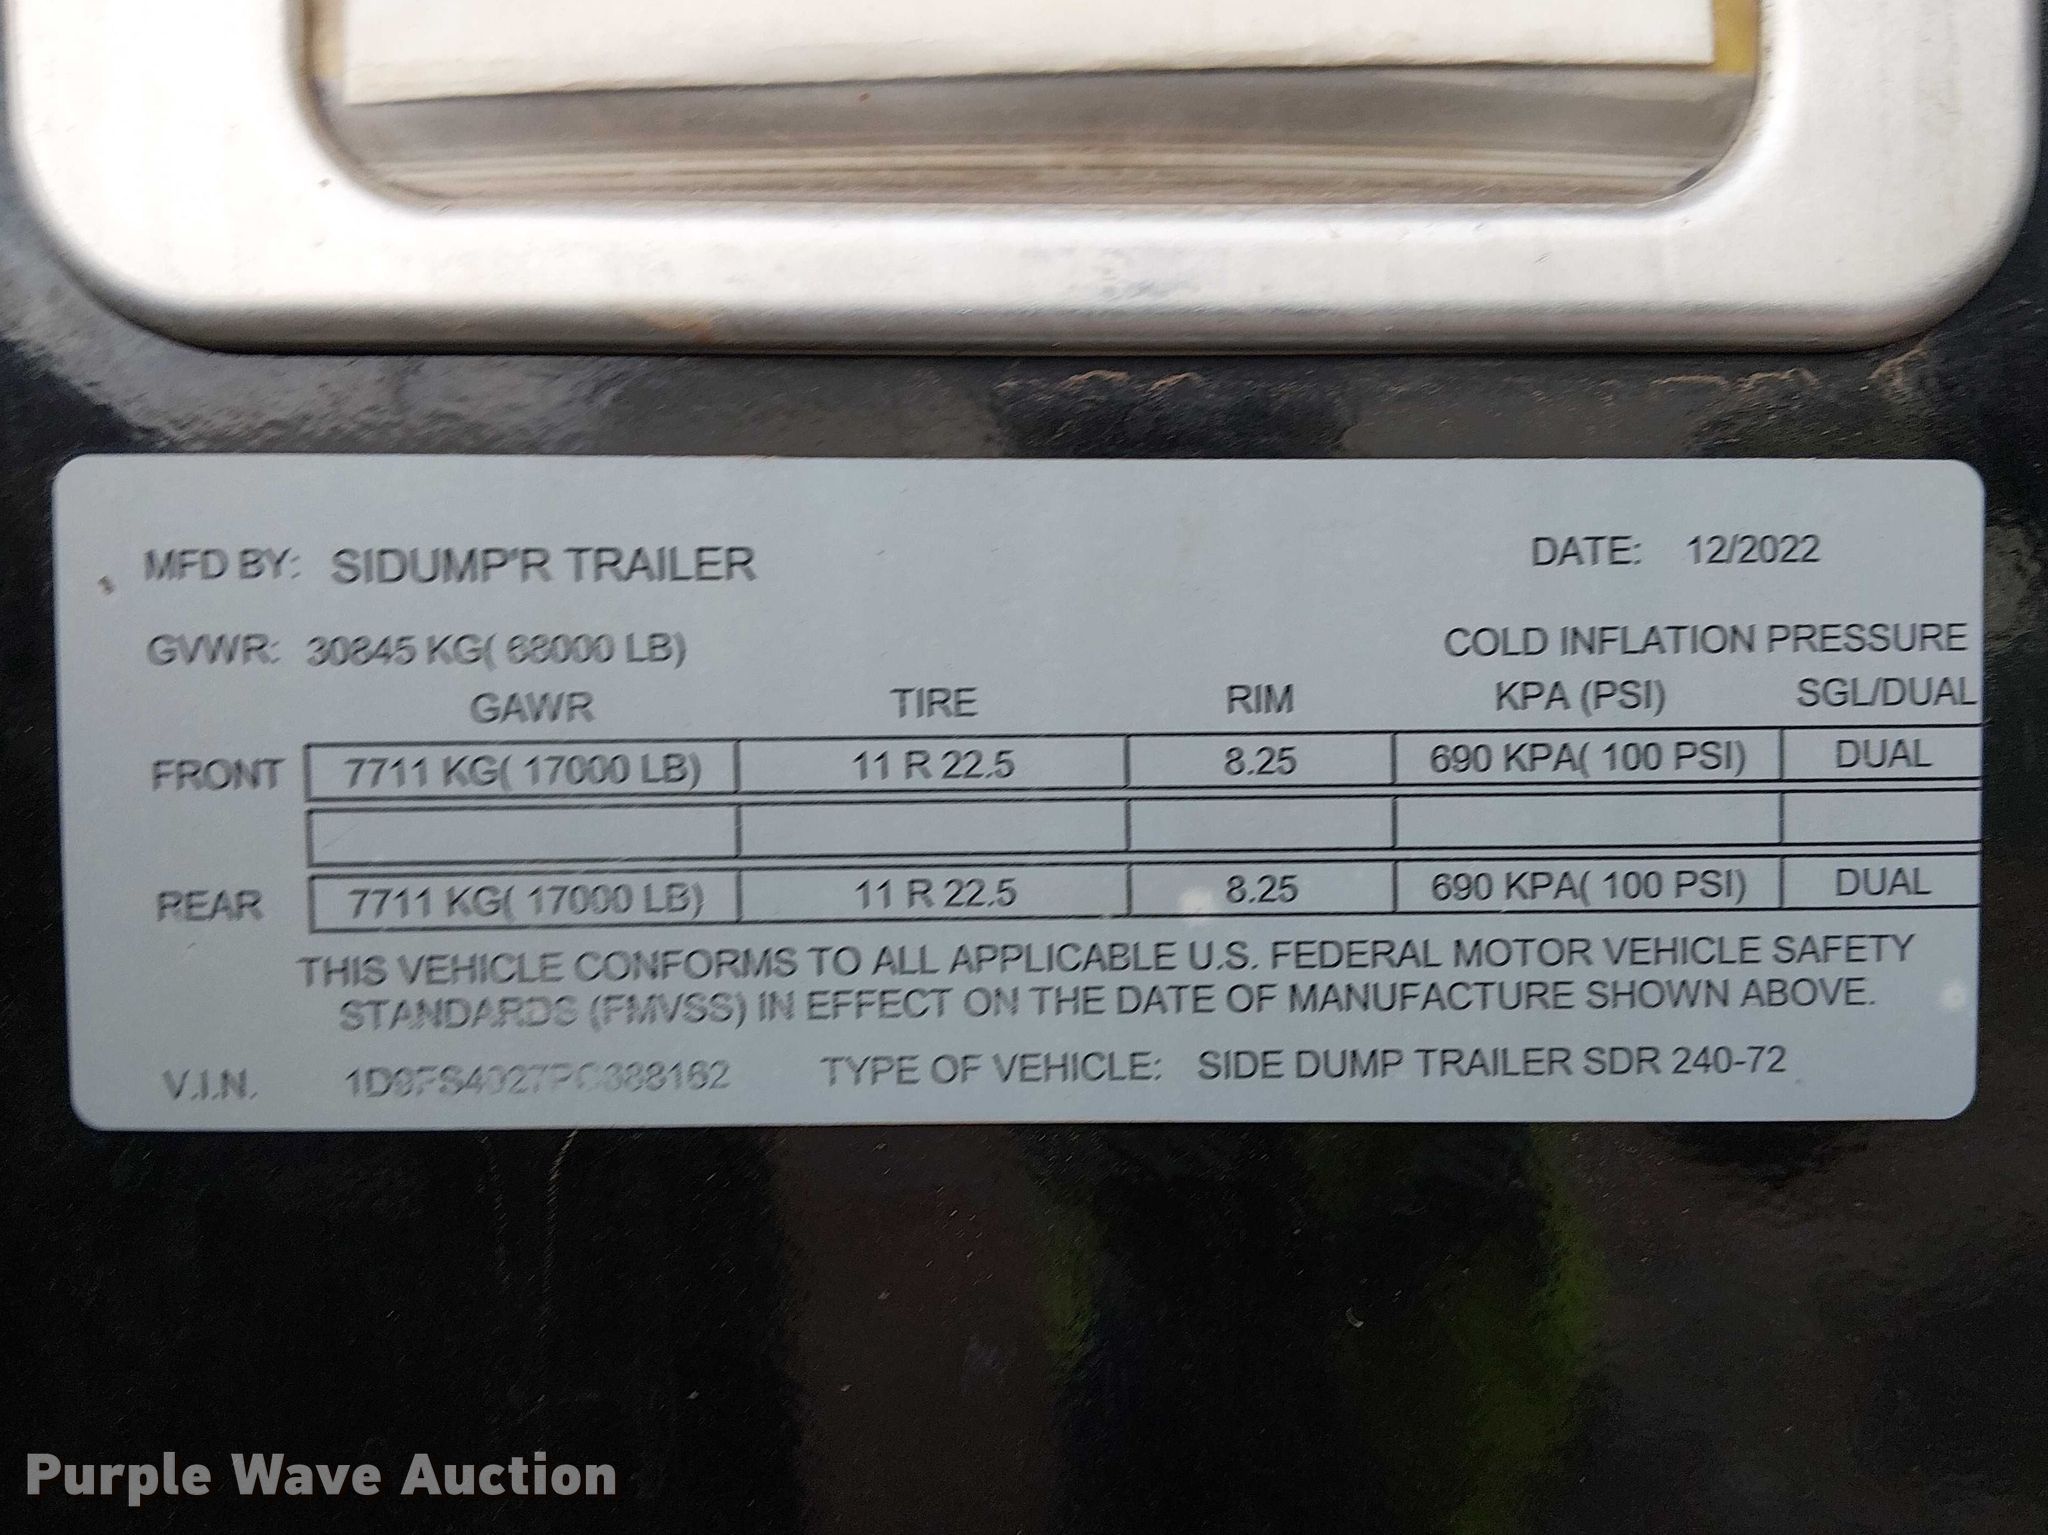 MFD BY: SIDUMP'R TRAILER DATE: 12/2022
GVWR: 30845 KG( 68000 LB) COLD INFLATION PRESSURE
GAWR TIRE RIM KPA (PSI) SGL/DUAL
FRONT 7711 KG( 17000 LB) 11 R 22.5 8.25 690 KPA( 100 PSI) DUAL
REAR 7711 KG( 17000 LB) 11 R 22.5 8.25 690 KPA( 100 PSI) DUAL
THIS VEHICLE CONFORMS TO ALL APPLICABLE U.S. FEDERAL MOTOR VEHICLE SAFETY
STANDARDS (FMVSS) IN EFFECT ON THE DATE OF MANUFACTURE SHOWN ABOVE.
V.I.N. TYPE OF VEHICLE: SIDE DUMP TRAILER SDR 240-72
Purple Wave Auction